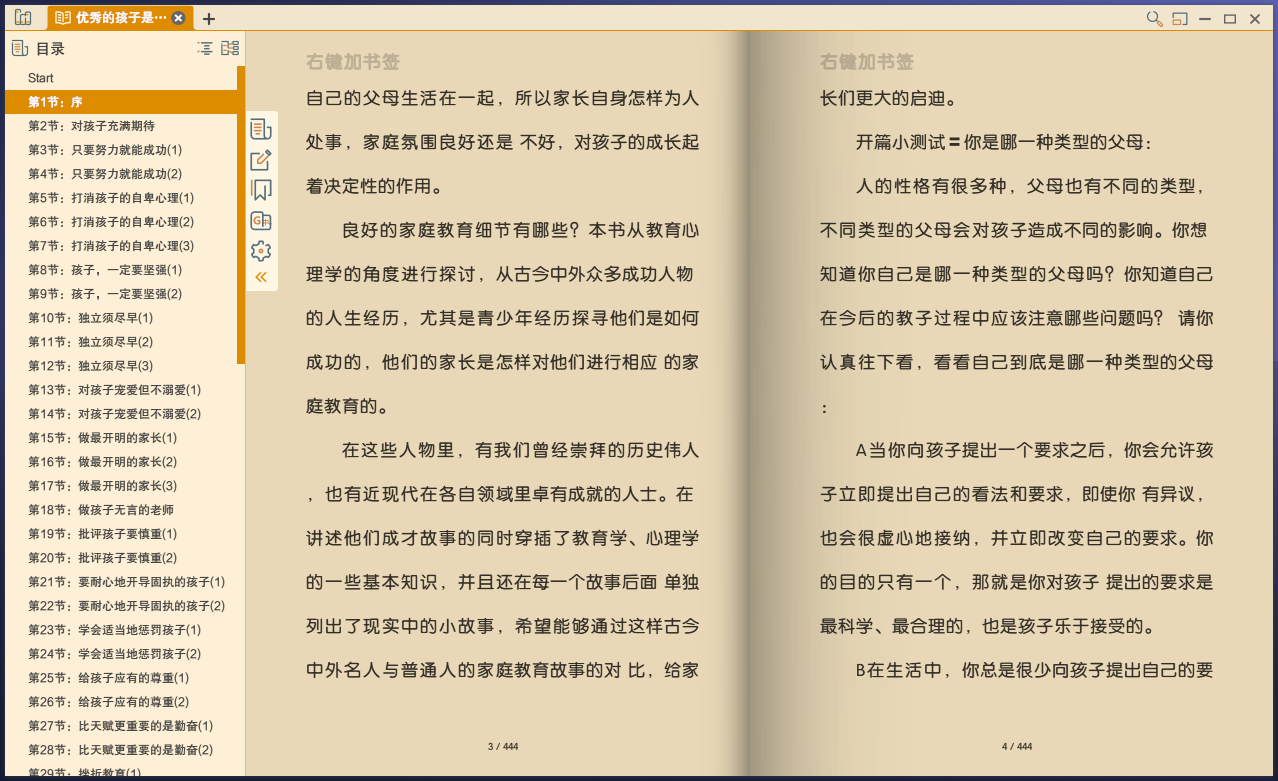 优秀的孩子是···
目录
Start
第1节：序
第2节：对孩子充满期待
第3节：只要努力就能成功(1)
第4节：只要努力就能成功(2)
第5节：打消孩子的自卑心理(1)
第6节：打消孩子的自卑心理(2)
第7节：打消孩子的自卑心理(3)
第8节：孩子，一定要坚强(1)
第9节：孩子，一定要坚强(2)
第10节：独立须尽早(1)
第11节：独立须尽早(2)
第12节：独立须尽早(3)
第13节：对孩子宠爱但不溺爱(1)
第14节：对孩子宠爱但不溺爱(2)
第15节：做最开明的家长(1)
第16节：做最开明的家长(2)
第17节：做最开明的家长(3)
第18节：做孩子无言的老师
第19节：批评孩子要慎重(1)
第20节：批评孩子要慎重(2)
第21节：要耐心地开导固执的孩子(1)
第22节：要耐心地开导固执的孩子(2)
第23节：学会适当地惩罚孩子(1)
第24节：学会适当地惩罚孩子(2)
第25节：给孩子应有的尊重(1)
第26节：给孩子应有的尊重(2)
第27节：比天赋更重要的是勤奋(1)
第28节：比天赋更重要的是勤奋(2)
第29节：挫折教育(1)
右键加书签
自己的父母生活在一起，所以家长自身怎样为人
处事，家庭氛围良好还是 不好，对孩子的成长起
着决定性的作用。
良好的家庭教育细节有哪些？本书从教育心
理学的角度进行探讨，从古今中外众多成功人物
的人生经历，尤其是青少年经历探寻他们是如何
成功的，他们的家长是怎样对他们进行相应 的家
庭教育的。
在这些人物里，有我们曾经崇拜的历史伟人
，也有近现代在各自领域里卓有成就的人士。在
讲述他们成才故事的同时穿插了教育学、心理学
的一些基本知识，并且还在每一个故事后面 单独
列出了现实中的小故事，希望能够通过这样古今
中外名人与普通人的家庭教育故事的对 比，给家
3 / 444
右键加书签
长们更大的启迪。
开篇小测试〓你是哪一种类型的父母：
人的性格有很多种，父母也有不同的类型，
不同类型的父母会对孩子造成不同的影响。你想
知道你自己是哪一种类型的父母吗？你知道自己
在今后的教子过程中应该注意哪些问题吗？ 请你
认真往下看，看看自己到底是哪一种类型的父母
：
A当你向孩子提出一个要求之后，你会允许孩
子立即提出自己的看法和要求，即使你 有异议，
也会很虚心地接纳，并立即改变自己的要求。你
的目的只有一个，那就是你对孩子 提出的要求是
最科学、最合理的，也是孩子乐于接受的。
B在生活中，你总是很少向孩子提出自己的要
4 / 444